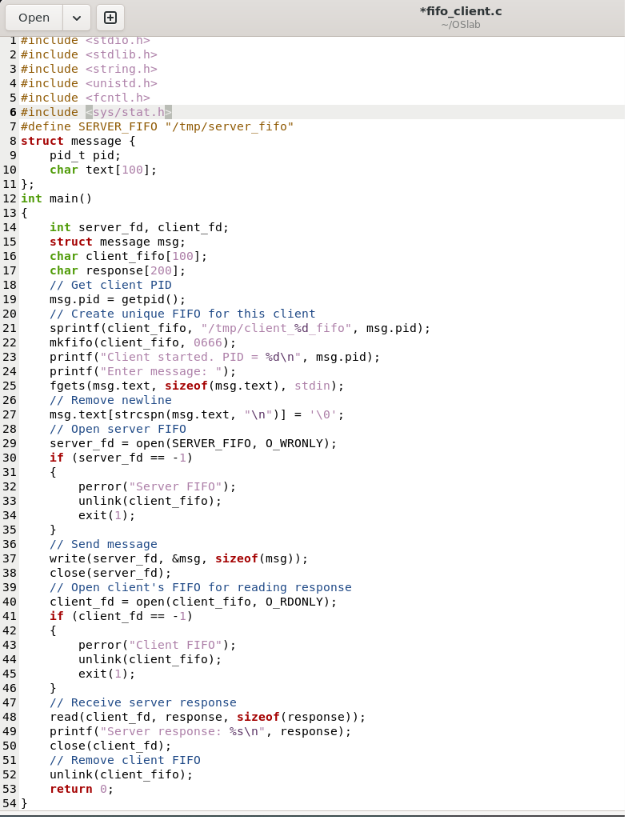 Open
*fifo_client.c
~/OSlab
1 #include <stdio.h>
2 #include <stdlib.h>
3 #include <string.h>
4 #include <unistd.h>
5 #include <fcntl.h>
6 #include <sys/stat.h>
7 #define SERVER_FIFO "/tmp/server_fifo"
8 struct message {
9     pid_t pid;
10     char text[100];
11 };
12 int main()
13 {
14     int server_fd, client_fd;
15     struct message msg;
16     char client_fifo[100];
17     char response[200];
18     // Get client PID
19     msg.pid = getpid();
20     // Create unique FIFO for this client
21     sprintf(client_fifo, "/tmp/client_%d_fifo", msg.pid);
22     mkfifo(client_fifo, 0666);
23     printf("Client started. PID = %d\n", msg.pid);
24     printf("Enter message: ");
25     fgets(msg.text, sizeof(msg.text), stdin);
26     // Remove newline
27     msg.text[strcspn(msg.text, "\n")] = '\0';
28     // Open server FIFO
29     server_fd = open(SERVER_FIFO, O_WRONLY);
30     if (server_fd == -1)
31     {
32         perror("Server FIFO");
33         unlink(client_fifo);
34         exit(1);
35     }
36     // Send message
37     write(server_fd, &msg, sizeof(msg));
38     close(server_fd);
39     // Open client's FIFO for reading response
40     client_fd = open(client_fifo, O_RDONLY);
41     if (client_fd == -1)
42     {
43         perror("Client FIFO");
44         unlink(client_fifo);
45         exit(1);
46     }
47     // Receive server response
48     read(client_fd, response, sizeof(response));
49     printf("Server response: %s\n", response);
50     close(client_fd);
51     // Remove client FIFO
52     unlink(client_fifo);
53     return 0;
54 }